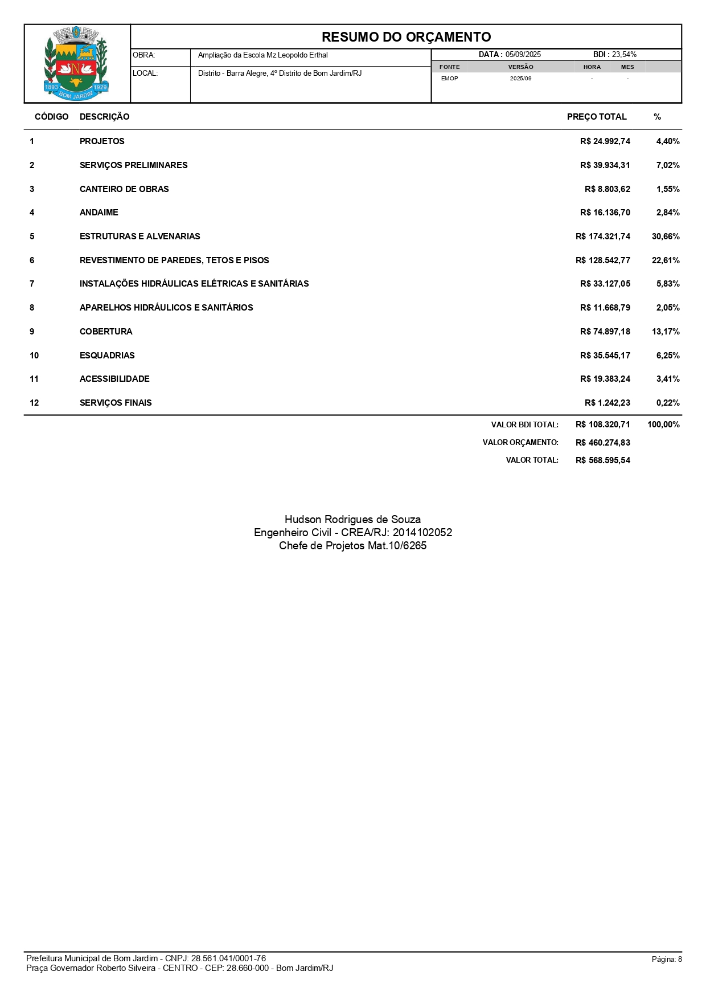 RESUMO DO ORÇAMENTO
OBRA: Ampliação da Escola Mz Leopoldo Erthal
DATA : 05/09/2025 BDI : 23,54%
FONTE VERSÃO HORA MES
EMOP 2025/09 - -
LOCAL: Distrito - Barra Alegre, 4º Distrito de Bom Jardim/RJ
N
1893 1929
BOM JARDIM
CÓDIGO DESCRIÇÃO PREÇO TOTAL %
1 PROJETOS R$ 24.992,74 4,40%
2 SERVIÇOS PRELIMINARES R$ 39.934,31 7,02%
3 CANTEIRO DE OBRAS R$ 8.803,62 1,55%
4 ANDAIME R$ 16.136,70 2,84%
5 ESTRUTURAS E ALVENARIAS R$ 174.321,74 30,66%
6 REVESTIMENTO DE PAREDES, TETOS E PISOS R$ 128.542,77 22,61%
7 INSTALAÇÕES HIDRÁULICAS ELÉTRICAS E SANITÁRIAS R$ 33.127,05 5,83%
8 APARELHOS HIDRÁULICOS E SANITÁRIOS R$ 11.668,79 2,05%
9 COBERTURA R$ 74.897,18 13,17%
10 ESQUADRIAS R$ 35.545,17 6,25%
11 ACESSIBILIDADE R$ 19.383,24 3,41%
12 SERVIÇOS FINAIS R$ 1.242,23 0,22%
VALOR BDI TOTAL: R$ 108.320,71 100,00%
VALOR ORÇAMENTO: R$ 460.274,83
VALOR TOTAL: R$ 568.595,54
Hudson Rodrigues de Souza
Engenheiro Civil - CREA/RJ: 2014102052
Chefe de Projetos Mat.10/6265
Prefeitura Municipal de Bom Jardim - CNPJ: 28.561.041/0001-76 Página: 8
Praça Governador Roberto Silveira - CENTRO - CEP: 28.660-000 - Bom Jardim/RJ